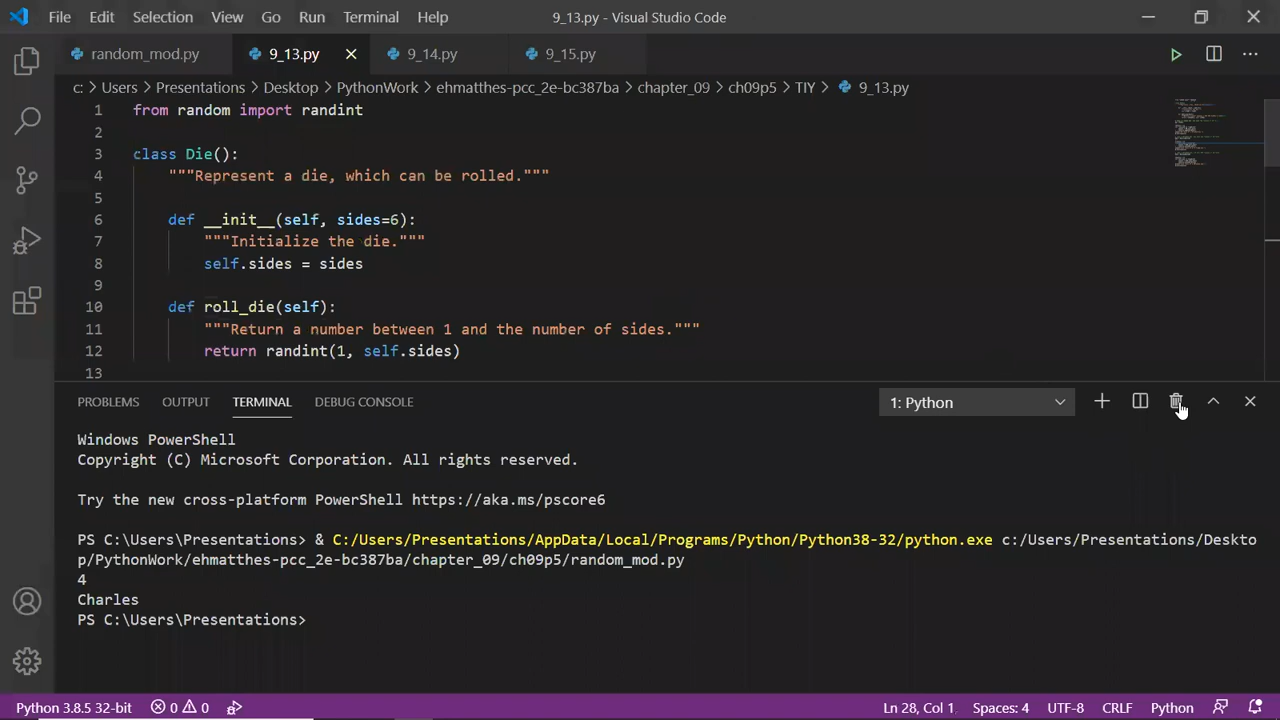 File Edit Selection View Go Run Terminal Help 9_13.py - Visual Studio Code
random_mod.py 9_13.py 9_14.py 9_15.py
c: > Users > Presentations > Desktop > PythonWork > ehmatthes-pcc_2e-bc387ba > chapter_09 > ch09p5 > TIY > 9_13.py
1 from random import randint
2
3 class Die():
4 """Represent a die, which can be rolled."""
5
6 def __init__(self, sides=6):
7 """Initialize the die."""
8 self.sides = sides
9
10 def roll_die(self):
11 """Return a number between 1 and the number of sides."""
12 return randint(1, self.sides)
13
PROBLEMS OUTPUT TERMINAL DEBUG CONSOLE 1: Python
Windows PowerShell
Copyright (C) Microsoft Corporation. All rights reserved.
Try the new cross-platform PowerShell https://aka.ms/pscore6
PS C:\Users\Presentations> & C:/Users/Presentations/AppData/Local/Programs/Python/Python38-32/python.exe c:/Users/Presentations/Deskto
p/PythonWork/ehmatthes-pcc_2e-bc387ba/chapter_09/ch09p5/random_mod.py
4
Charles
PS C:\Users\Presentations>
Python 3.8.5 32-bit 0 0 Ln 28, Col 1 Spaces: 4 UTF-8 CRLF Python